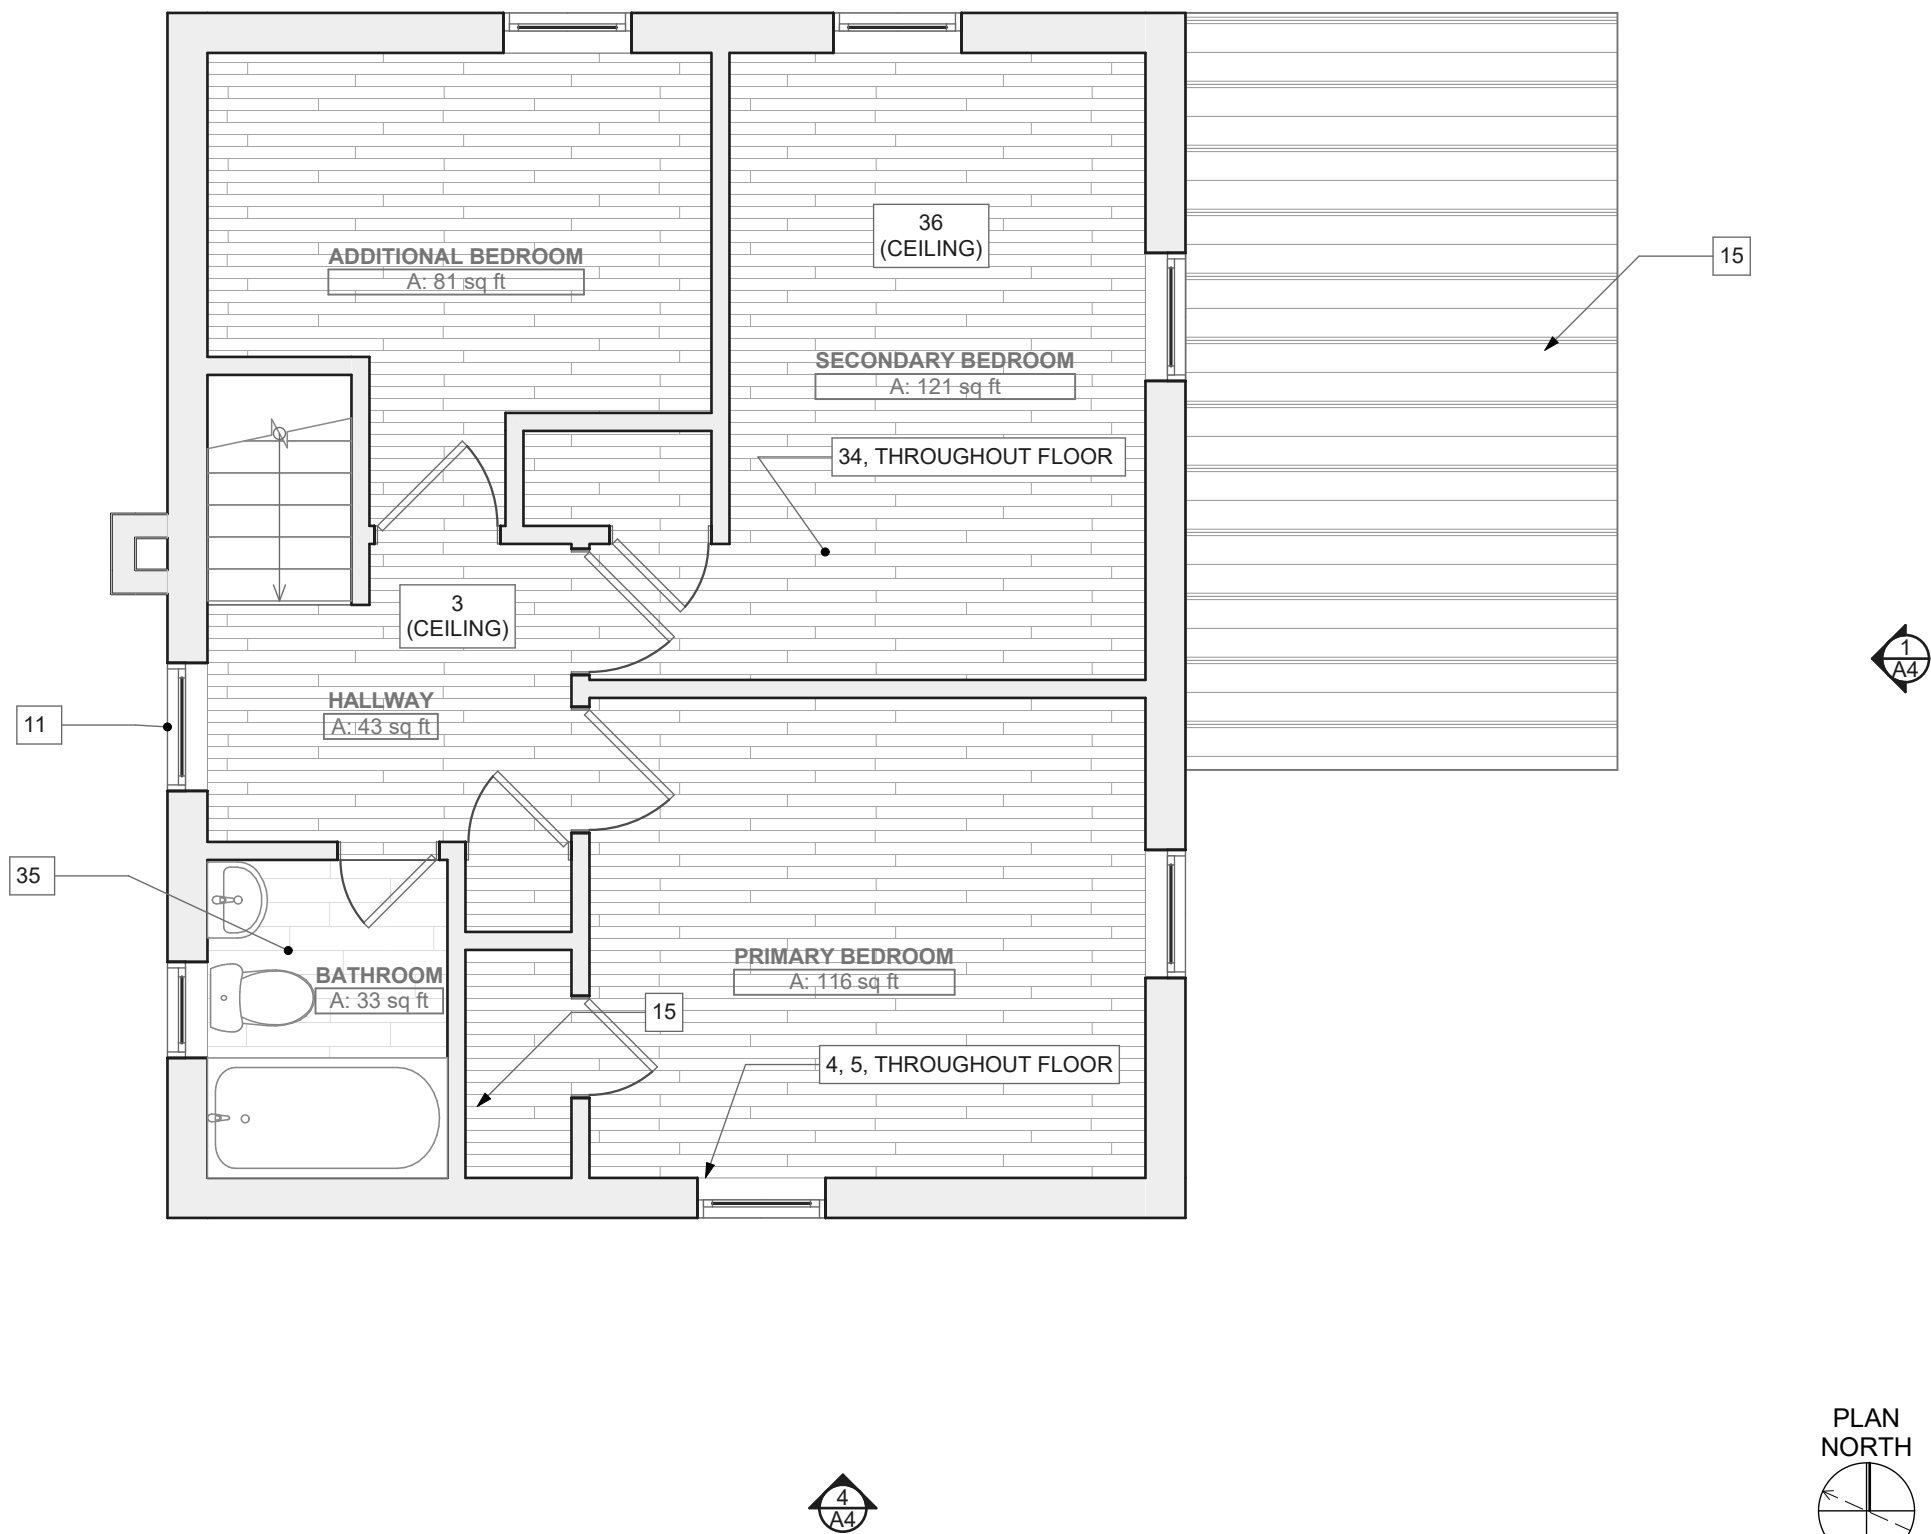 36
(CEILING)
ADDITIONAL BEDROOM
A: 81 sq ft
15
SECONDARY BEDROOM
A: 121 sq ft
34, THROUGHOUT FLOOR
3
(CEILING)
1
A4
HALLWAY
A: 43 sq ft
11
35
PRIMARY BEDROOM
A: 116 sq ft
BATHROOM
A: 33 sq ft
15
4, 5, THROUGHOUT FLOOR
PLAN
NORTH
4
A4